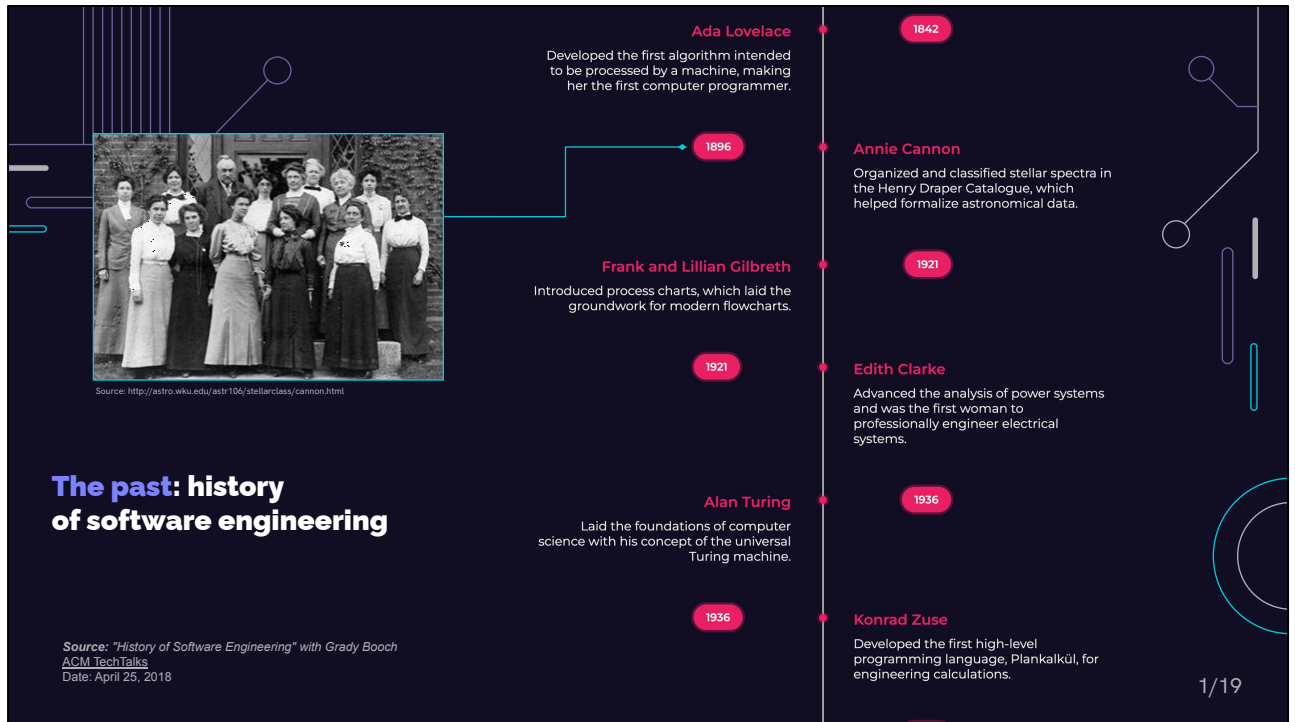 Ada Lovelace
1842
Developed the first algorithm intended
to be processed by a machine, making
her the first computer programmer.
1896
Annie Cannon
Organized and classified stellar spectra in
the Henry Draper Catalogue, which
helped formalize astronomical data.
Frank and Lillian Gilbreth
1921
Introduced process charts, which laid the
groundwork for modern flowcharts.
1921
Edith Clarke
Advanced the analysis of power systems
and was the first woman to
professionally engineer electrical
systems.
Source: http://astro.wku.edu/astr106/stellarclass/cannon.html
The past: history
of software engineering
Alan Turing
1936
Laid the foundations of computer
science with his concept of the universal
Turing machine.
1936
Konrad Zuse
Developed the first high-level
programming language, Plankalkül, for
engineering calculations.
Source: "History of Software Engineering" with Grady Booch
ACM TechTalks
Date: April 25, 2018
1/19